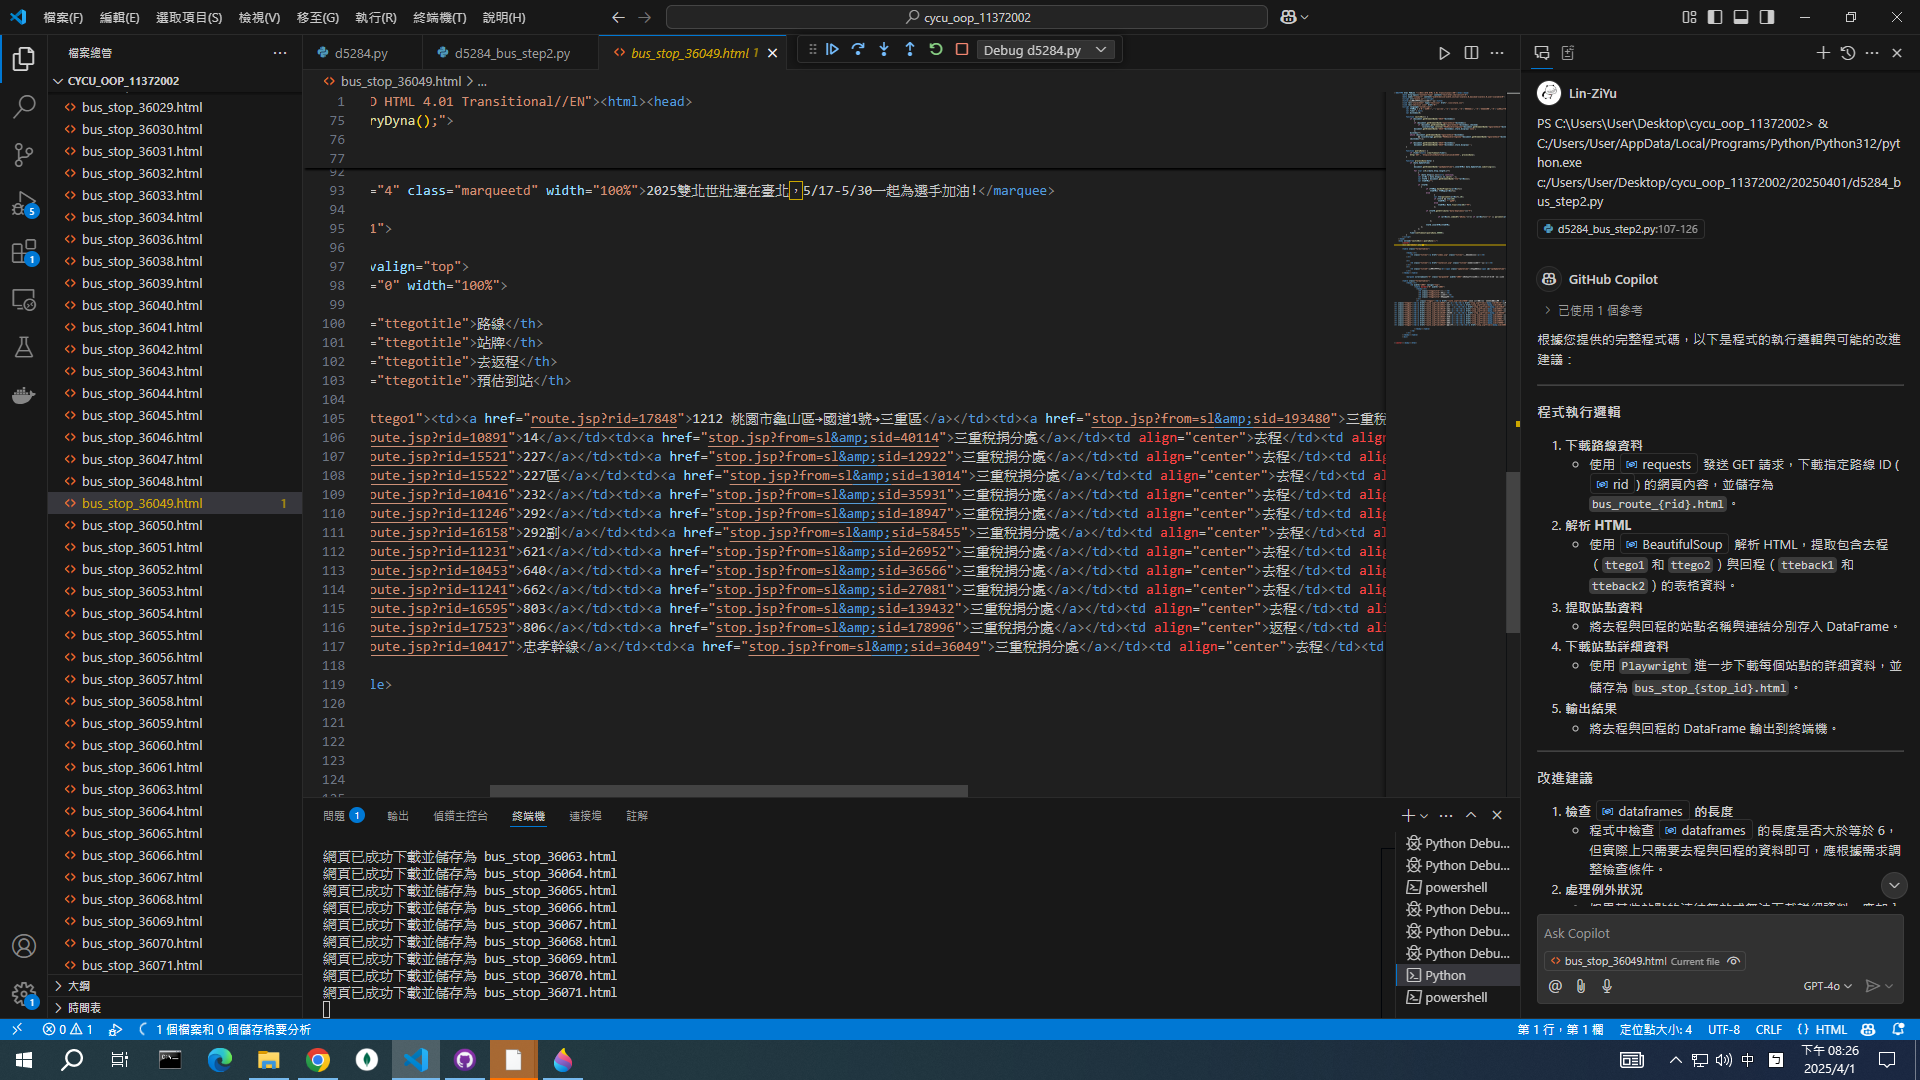 檔案(F) 編輯(E) 選取項目(S) 檢視(V) 移至(G) 執行(R) 終端機(T) 說明(H)
cycu_oop_11372002
檔案總管
CYCU_OOP_11372002
bus_stop_36029.html
bus_stop_36030.html
bus_stop_36031.html
bus_stop_36032.html
bus_stop_36033.html
bus_stop_36034.html
bus_stop_36036.html
bus_stop_36038.html
bus_stop_36039.html
bus_stop_36040.html
bus_stop_36041.html
bus_stop_36042.html
bus_stop_36043.html
bus_stop_36044.html
bus_stop_36045.html
bus_stop_36046.html
bus_stop_36047.html
bus_stop_36048.html
bus_stop_36049.html 1
bus_stop_36050.html
bus_stop_36051.html
bus_stop_36052.html
bus_stop_36053.html
bus_stop_36054.html
bus_stop_36055.html
bus_stop_36056.html
bus_stop_36057.html
bus_stop_36058.html
bus_stop_36059.html
bus_stop_36060.html
bus_stop_36061.html
bus_stop_36063.html
bus_stop_36064.html
bus_stop_36065.html
bus_stop_36066.html
bus_stop_36067.html
bus_stop_36068.html
bus_stop_36069.html
bus_stop_36070.html
bus_stop_36071.html
大綱
時間表
5
1
1
d5284.py d5284_bus_step2.py bus_stop_36049.html 1
Debug d5284.py
bus_stop_36049.html > ...
1 D HTML 4.01 Transitional//EN"><html><head>
75 ryDyna();">
76
77
92
93 ="4" class="marqueetd" width="100%">2025雙北世壯運在臺北，5/17-5/30一起為選手加油!</marquee>
94
95 1">
96
97 valign="top">
98 ="0" width="100%">
99
100 ="ttegotitle">路線</th>
101 ="ttegotitle">站牌</th>
102 ="ttegotitle">去返程</th>
103 ="ttegotitle">預估到站</th>
104
105 ttego1"><td><a href="route.jsp?rid=17848">1212 桃園市龜山區→國道1號→三重區</a></td><td><a href="stop.jsp?from=sl&amp;sid=193480">三重稅
106 oute.jsp?rid=10891">14</a></td><td><a href="stop.jsp?from=sl&amp;sid=40114">三重稅捐分處</a></td><td align="center">去程</td><td alig
107 oute.jsp?rid=15521">227</a></td><td><a href="stop.jsp?from=sl&amp;sid=12922">三重稅捐分處</a></td><td align="center">去程</td><td ali
108 oute.jsp?rid=15522">227區</a></td><td><a href="stop.jsp?from=sl&amp;sid=13014">三重稅捐分處</a></td><td align="center">去程</td><td a
109 oute.jsp?rid=10416">232</a></td><td><a href="stop.jsp?from=sl&amp;sid=35931">三重稅捐分處</a></td><td align="center">去程</td><td ali
110 oute.jsp?rid=11246">292</a></td><td><a href="stop.jsp?from=sl&amp;sid=18947">三重稅捐分處</a></td><td align="center">去程</td><td ali
111 oute.jsp?rid=16158">292副</a></td><td><a href="stop.jsp?from=sl&amp;sid=58455">三重稅捐分處</a></td><td align="center">去程</td><td a
112 oute.jsp?rid=11231">621</a></td><td><a href="stop.jsp?from=sl&amp;sid=26952">三重稅捐分處</a></td><td align="center">去程</td><td ali
113 oute.jsp?rid=10453">640</a></td><td><a href="stop.jsp?from=sl&amp;sid=36566">三重稅捐分處</a></td><td align="center">去程</td><td ali
114 oute.jsp?rid=11241">662</a></td><td><a href="stop.jsp?from=sl&amp;sid=27081">三重稅捐分處</a></td><td align="center">去程</td><td ali
115 oute.jsp?rid=16595">803</a></td><td><a href="stop.jsp?from=sl&amp;sid=139432">三重稅捐分處</a></td><td align="center">去程</td><td al
116 oute.jsp?rid=17523">806</a></td><td><a href="stop.jsp?from=sl&amp;sid=178996">三重稅捐分處</a></td><td align="center">返程</td><td al
117 oute.jsp?rid=10417">忠孝幹線</a></td><td><a href="stop.jsp?from=sl&amp;sid=36049">三重稅捐分處</a></td><td align="center">去程</td><td
118
119 le>
120
121
122
123
124
問題 1 輸出 偵錯主控台 終端機 連接埠 註解
網頁已成功下載並儲存為 bus_stop_36063.html
網頁已成功下載並儲存為 bus_stop_36064.html
網頁已成功下載並儲存為 bus_stop_36065.html
網頁已成功下載並儲存為 bus_stop_36066.html
網頁已成功下載並儲存為 bus_stop_36067.html
網頁已成功下載並儲存為 bus_stop_36068.html
網頁已成功下載並儲存為 bus_stop_36069.html
網頁已成功下載並儲存為 bus_stop_36070.html
網頁已成功下載並儲存為 bus_stop_36071.html
Python Debu...
Python Debu...
powershell
Python Debu...
Python Debu...
Python Debu...
Python
powershell
Lin-ZiYu
PS C:\Users\User\Desktop\cycu_oop_11372002> &
C:/Users/User/AppData/Local/Programs/Python/Python312/pyt
hon.exe
c:/Users/User/Desktop/cycu_oop_11372002/20250401/d5284_b
us_step2.py
d5284_bus_step2.py:107-126
GitHub Copilot
已使用 1 個參考
根據您提供的完整程式碼，以下是程式的執行邏輯與可能的改進
建議：
程式執行邏輯
1. 下載路線資料
使用 requests 發送 GET 請求，下載指定路線 ID (
rid ) 的網頁內容，並儲存為
bus_route_{rid}.html 。
2. 解析 HTML
使用 BeautifulSoup 解析 HTML，提取包含去程
( ttego1 和 ttego2 ) 與回程 ( tteback1 和
tteback2 ) 的表格資料。
3. 提取站點資料
將去程與回程的站點名稱與連結分別存入 DataFrame。
4. 下載站點詳細資料
使用 Playwright 進一步下載每個站點的詳細資料，並
儲存為 bus_stop_{stop_id}.html 。
5. 輸出結果
將去程與回程的 DataFrame 輸出到終端機。
改進建議
1. 檢查 dataframes 的長度
程式中檢查 dataframes 的長度是否大於等於 6，
但實際上只需要去程與回程的資料即可，應根據需求調
整檢查條件。
2. 處理例外狀況
Ask Copilot
bus_stop_36049.html Current file
GPT-4o
0 1 1 個檔案和 0 個儲存格要分析
第 1 行，第 1 欄 定位點大小: 4 UTF-8 CRLF {} HTML
中
下午 08:26
2025/4/1